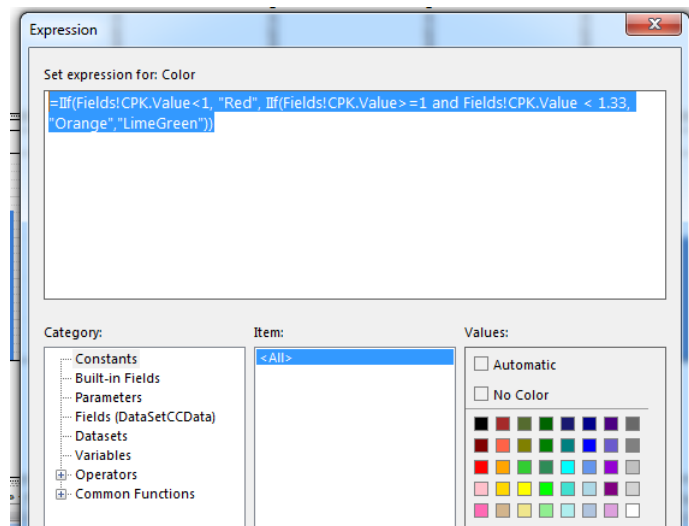 Expression
Set expression for: Color
=IIf(Fields!CPK.Value<1, "Red", IIf(Fields!CPK.Value>=1 and Fields!CPK.Value < 1.33,
"Orange","LimeGreen"))
Category:
Item:
Values:
Constants
Built-in Fields
Parameters
Fields (DataSetCCData)
Datasets
Variables
Operators
Common Functions
<All>
Automatic
No Color